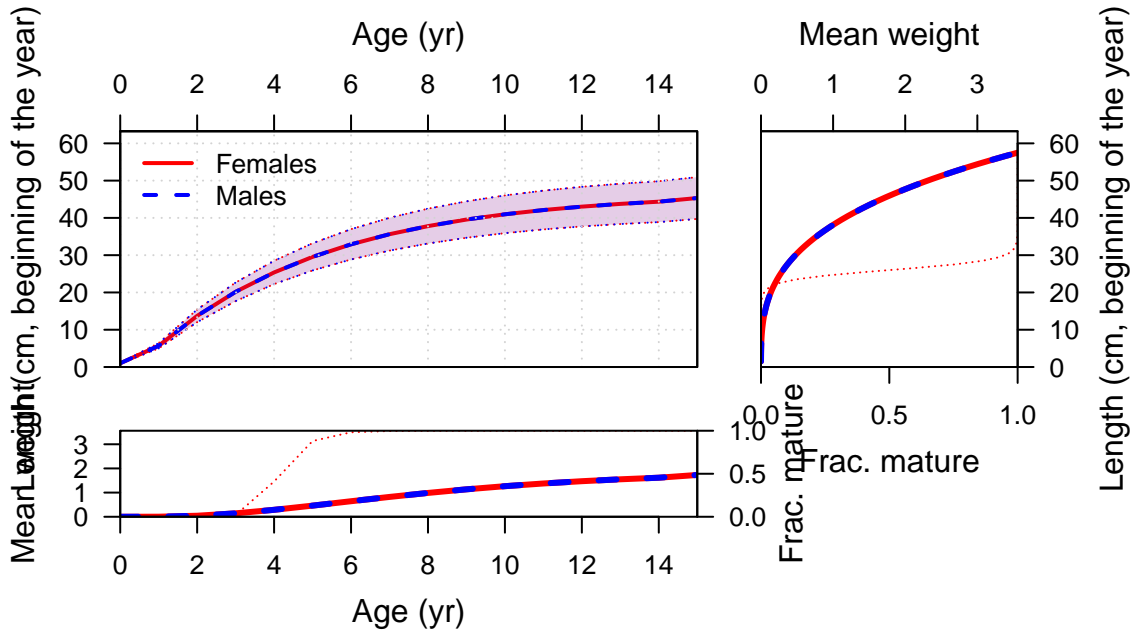 Age (yr)
Mean weight
0 2 4 6 8 10 12 14
0 1 2 3
Length (cm, beginning of the year)
60
50
40
30
20
10
0
Females
Males
60
50
40
30
20
10
0
Length (cm, beginning of the year)
0.0 0.5 1.0
Frac. mature
Mean weight
3
2
1
0
1.0
0.5
0.0
Frac. mature
0 2 4 6 8 10 12 14
Age (yr)